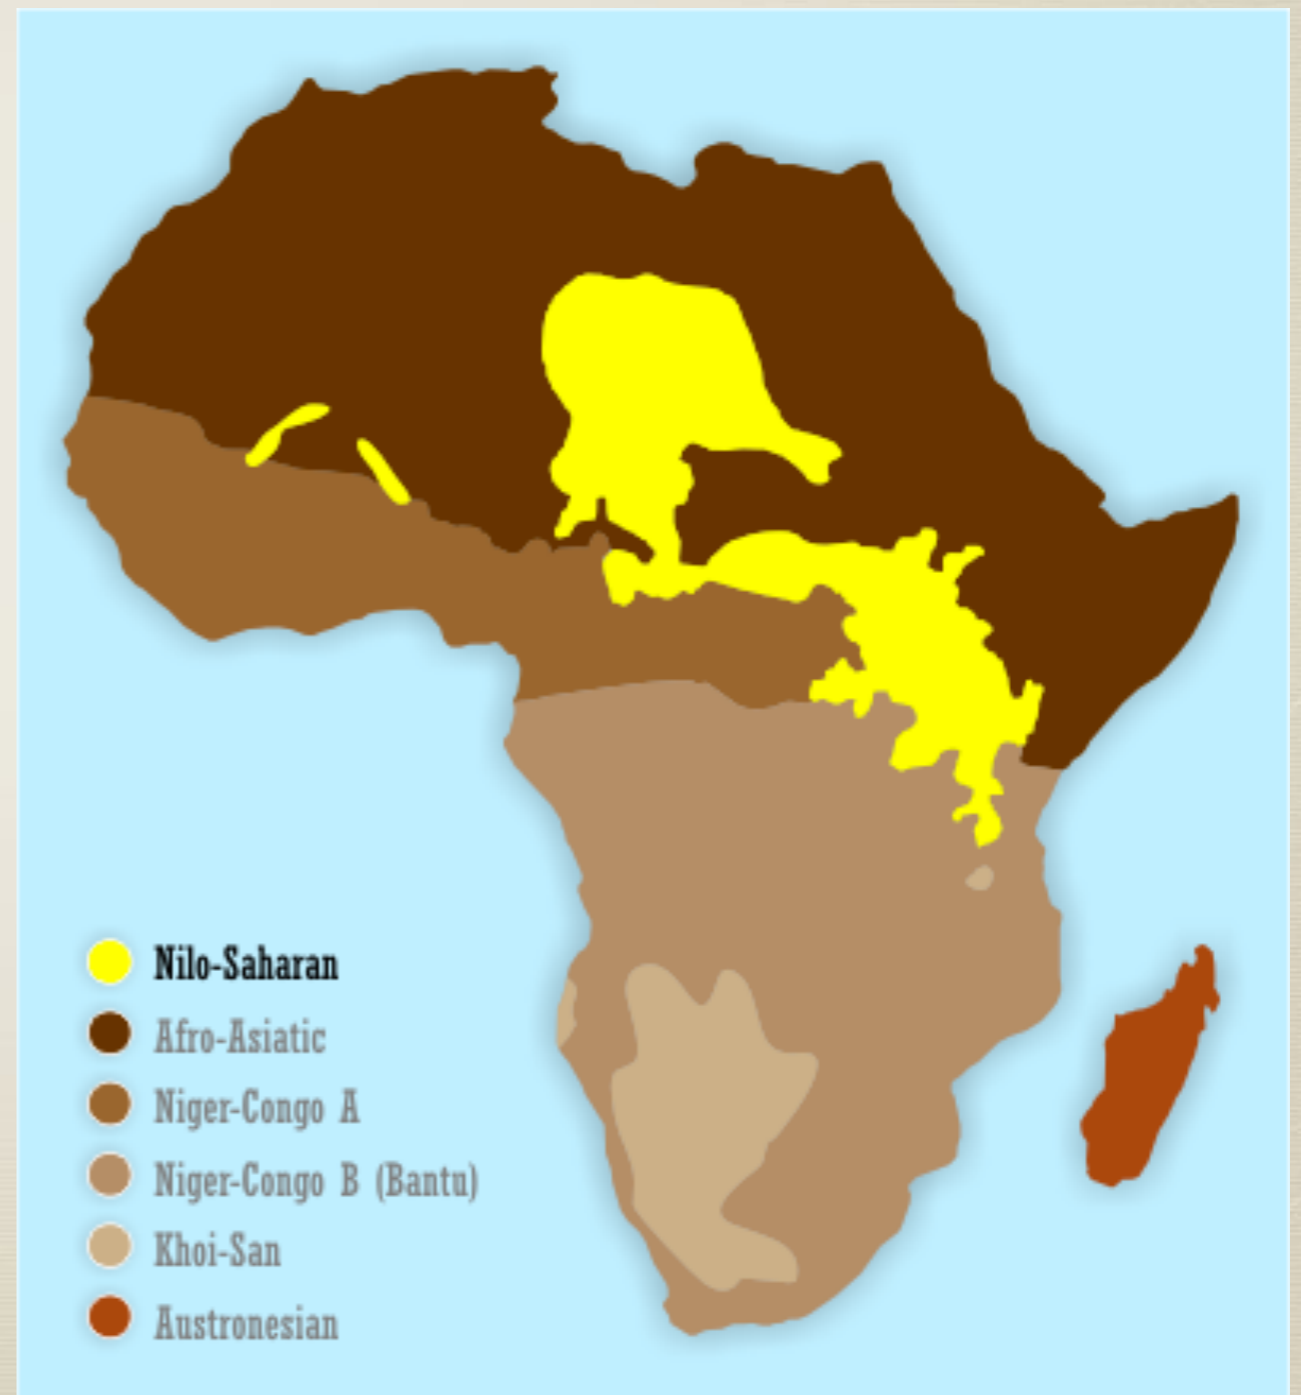 Nilo-Saharan
Afro-Asiatic
Niger-Congo A
Niger-Congo B (Bantu)
Khoi-San
Austronesian